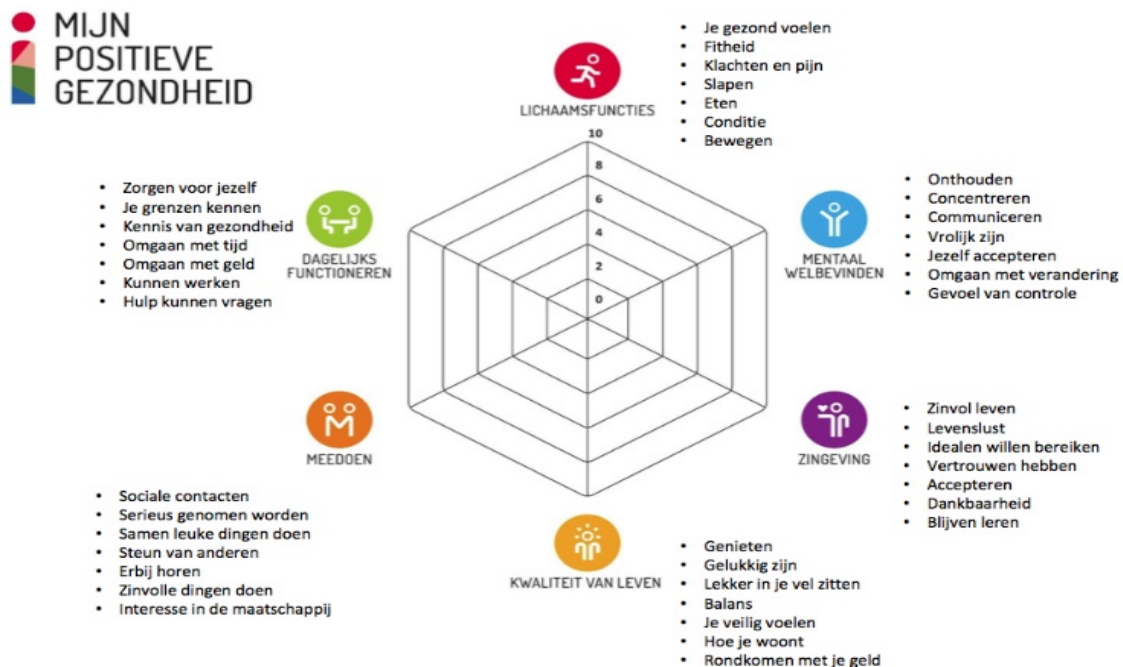 MIJN
POSITIEVE
GEZONDHEID
LICHAAMSFUNCTIES
• Je gezond voelen
• Fitheid
• Klachten en pijn
• Slapen
• Eten
• Conditie
• Bewegen
10
8
6
4
2
0
MENTAAL
WELBEVINDEN
• Onthouden
• Concentreren
• Communiceren
• Vrolijk zijn
• Jezelf accepteren
• Omgaan met verandering
• Gevoel van controle
ZINGEVING
• Zinvol leven
• Levenslust
• Idealen willen bereiken
• Vertrouwen hebben
• Accepteren
• Dankbaarheid
• Blijven leren
KWALITEIT VAN LEVEN
• Genieten
• Gelukkig zijn
• Lekker in je vel zitten
• Balans
• Je veilig voelen
• Hoe je woont
• Rondkomen met je geld
MEEDOEN
• Sociale contacten
• Serieus genomen worden
• Samen leuke dingen doen
• Steun van anderen
• Erbij horen
• Zinvolle dingen doen
• Interesse in de maatschappij
DAGELIJKS
FUNCTIONEREN
• Zorgen voor jezelf
• Je grenzen kennen
• Kennis van gezondheid
• Omgaan met tijd
• Omgaan met geld
• Kunnen werken
• Hulp kunnen vragen